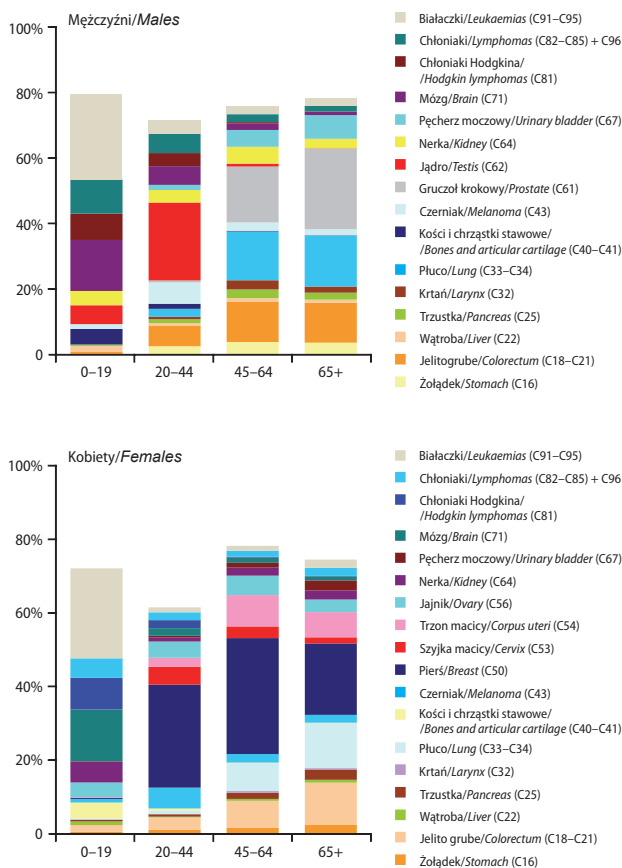 Mężczyźni/Males
100%
80%
60%
40%
20%
0
0–19
20–44
45–64
65+
Białaczki/Leukaemias (C91–C95)
Chłoniaki/Lymphomas (C82–C85) + C96
Chłoniaki Hodgkina/
/Hodgkin lymphomas (C81)
Mózg/Brain (C71)
Pęcherz moczowy/Urinary bladder (C67)
Nerka/Kidney (C64)
Jądro/Testis (C62)
Gruczoł krokowy/Prostate (C61)
Czerniak/Melanoma (C43)
Kości i chrząstki stawowe/
/Bones and articular cartilage (C40–C41)
Płuco/Lung (C33–C34)
Krtań/Larynx (C32)
Trzustka/Pancreas (C25)
Wątroba/Liver (C22)
Jelitogrube/Colorectum (C18–C21)
Żołądek/Stomach (C16)
Kobiety/Females
100%
80%
60%
40%
20%
0
0–19
20–44
45–64
65+
Białaczki/Leukaemias (C91–C95)
Chłoniaki/Lymphomas (C82–C85) + C96
Chłoniaki Hodgkina/
/Hodgkin lymphomas (C81)
Mózg/Brain (C71)
Pęcherz moczowy/Urinary bladder (C67)
Nerka/Kidney (C64)
Jajnik/Ovary (C56)
Trzon macicy/Corpus uteri (C54)
Szyjka macicy/Cervix (C53)
Pierś/Breast (C50)
Czerniak/Melanoma (C43)
Kości i chrząstki stawowe/
/Bones and articular cartilage (C40–C41)
Płuco/Lung (C33–C34)
Krtań/Larynx (C32)
Trzustka/Pancreas (C25)
Wątroba/Liver (C22)
Jelito grube/Colorectum (C18–C21)
Żołądek/Stomach (C16)